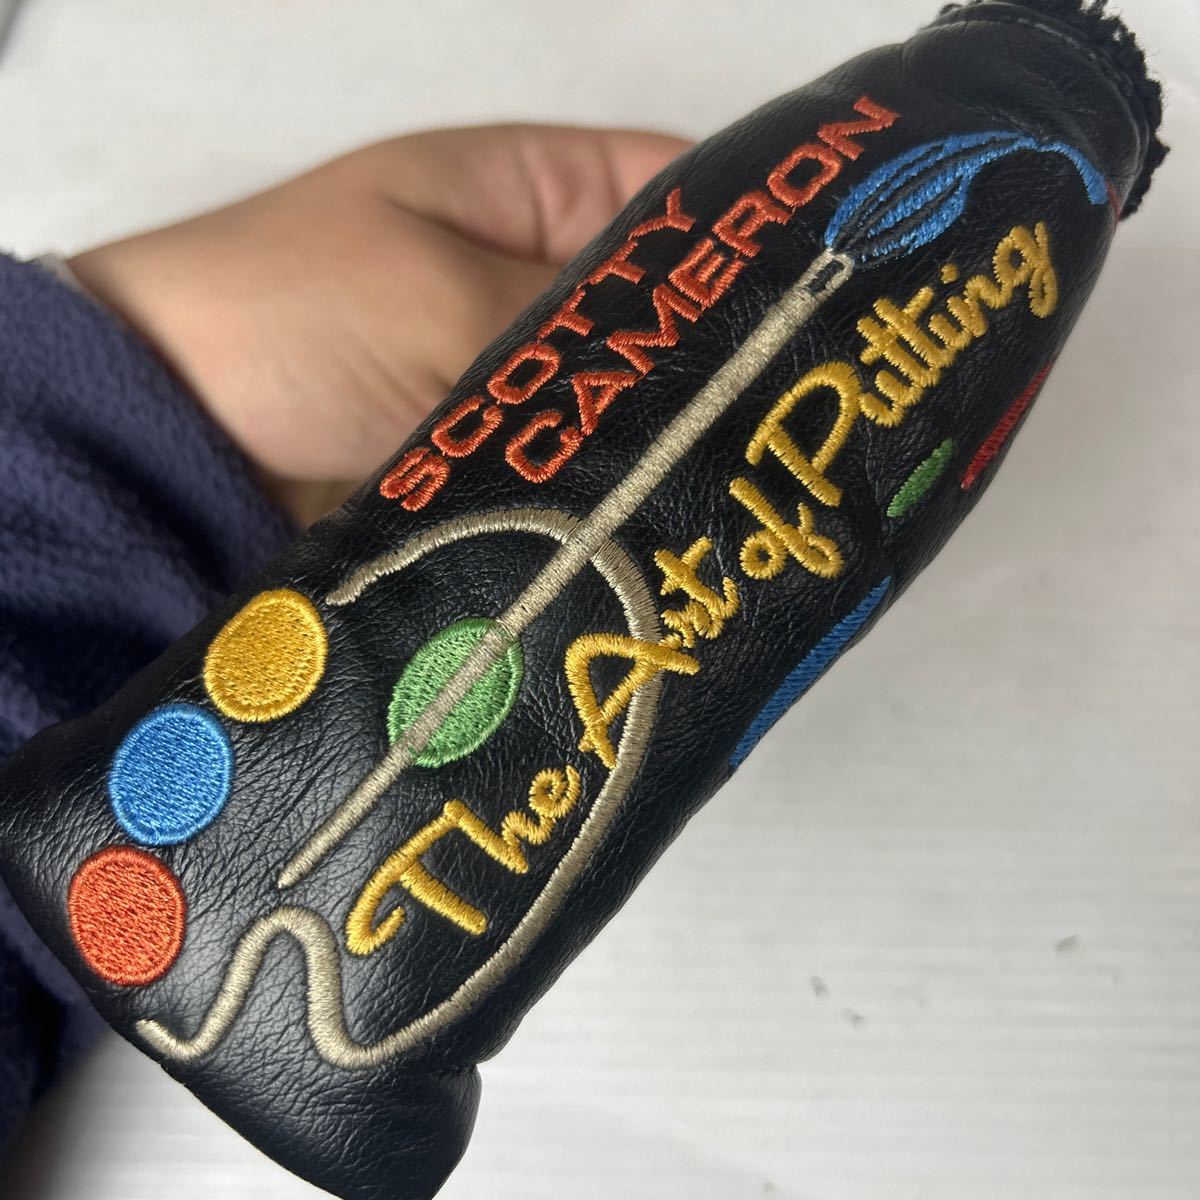 SCOTTY
CAMERON
The Art of Putting